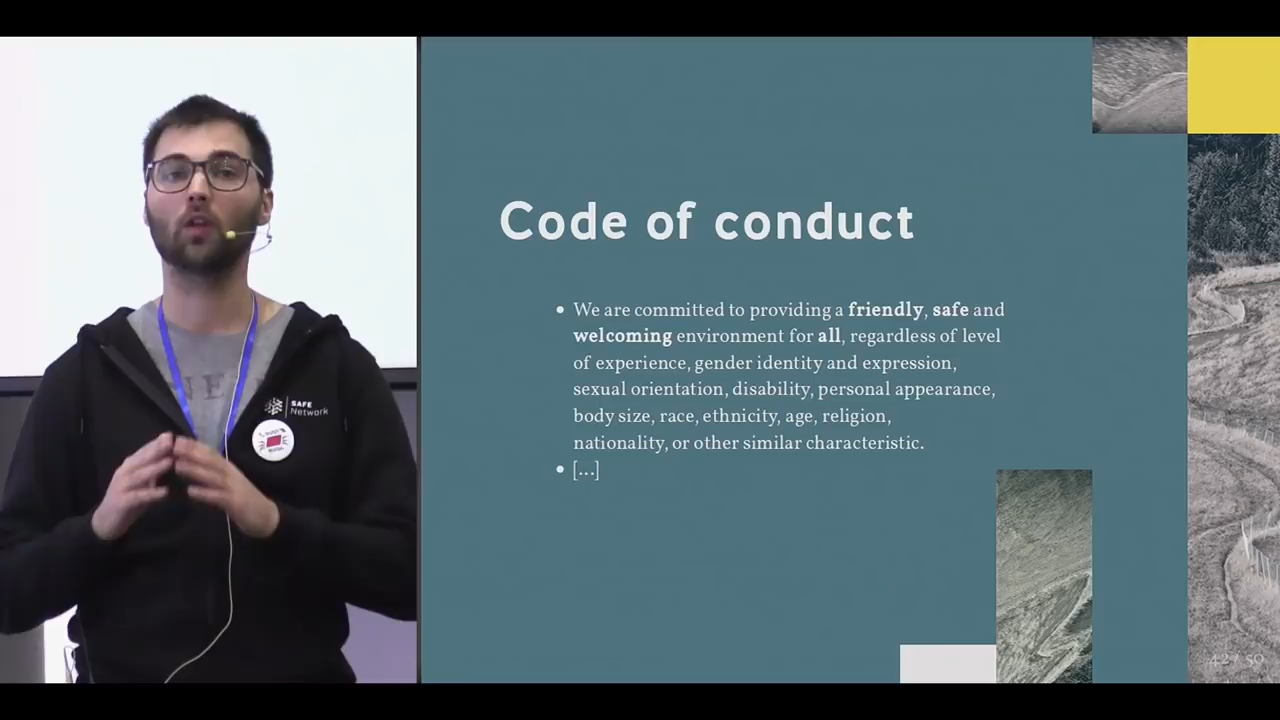 Code of conduct
• We are committed to providing a friendly, safe and
welcoming environment for all, regardless of level
of experience, gender identity and expression,
sexual orientation, disability, personal appearance,
body size, race, ethnicity, age, religion,
nationality, or other similar characteristic.
• [...]
SAFE
Network
42 / 50